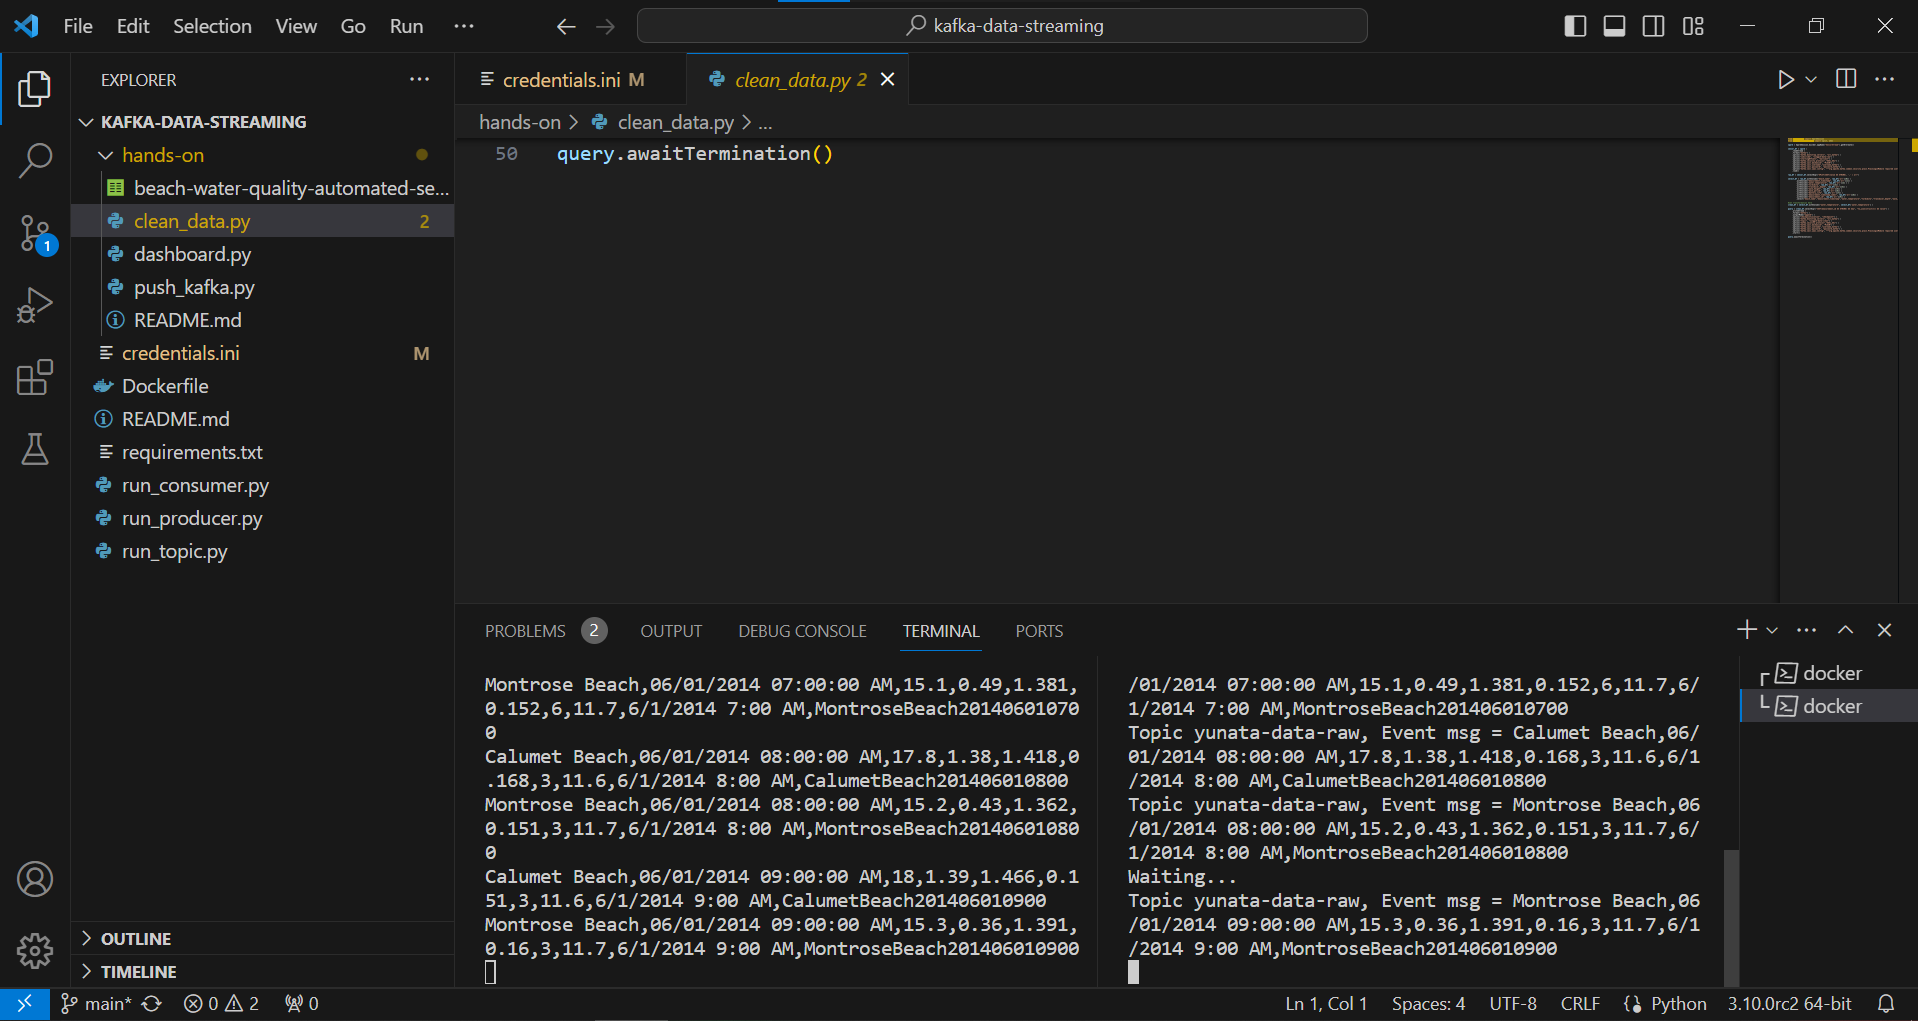 File Edit Selection View Go Run ···
kafka-data-streaming
EXPLORER
KAFKA-DATA-STREAMING
hands-on
beach-water-quality-automated-se...
clean_data.py 2
dashboard.py
push_kafka.py
README.md
credentials.ini M
Dockerfile
README.md
requirements.txt
run_consumer.py
run_producer.py
run_topic.py
OUTLINE
TIMELINE
1
credentials.ini M
clean_data.py 2
hands-on > clean_data.py > ...
50 query.awaitTermination()
PROBLEMS 2 OUTPUT DEBUG CONSOLE TERMINAL PORTS
Montrose Beach,06/01/2014 07:00:00 AM,15.1,0.49,1.381,
0.152,6,11.7,6/1/2014 7:00 AM,MontroseBeach20140601070
0
Calumet Beach,06/01/2014 08:00:00 AM,17.8,1.38,1.418,0
.168,3,11.6,6/1/2014 8:00 AM,CalumetBeach201406010800
Montrose Beach,06/01/2014 08:00:00 AM,15.2,0.43,1.362,
0.151,3,11.7,6/1/2014 8:00 AM,MontroseBeach20140601080
0
Calumet Beach,06/01/2014 09:00:00 AM,18,1.39,1.466,0.1
51,3,11.6,6/1/2014 9:00 AM,CalumetBeach201406010900
Montrose Beach,06/01/2014 09:00:00 AM,15.3,0.36,1.391,
0.16,3,11.7,6/1/2014 9:00 AM,MontroseBeach201406010900
/01/2014 07:00:00 AM,15.1,0.49,1.381,0.152,6,11.7,6/
1/2014 7:00 AM,MontroseBeach201406010700
Topic yunata-data-raw, Event msg = Calumet Beach,06/
01/2014 08:00:00 AM,17.8,1.38,1.418,0.168,3,11.6,6/1
/2014 8:00 AM,CalumetBeach201406010800
Topic yunata-data-raw, Event msg = Montrose Beach,06
/01/2014 08:00:00 AM,15.2,0.43,1.362,0.151,3,11.7,6/
1/2014 8:00 AM,MontroseBeach201406010800
Waiting...
Topic yunata-data-raw, Event msg = Montrose Beach,06
/01/2014 09:00:00 AM,15.3,0.36,1.391,0.16,3,11.7,6/1
/2014 9:00 AM,MontroseBeach201406010900
docker
docker
main* 0 2 0
Ln 1, Col 1 Spaces: 4 UTF-8 CRLF Python 3.10.0rc2 64-bit